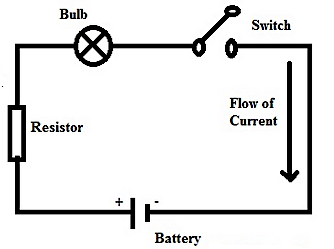 Bulb
Switch
Flow of
Current
Resistor
+ -
Battery